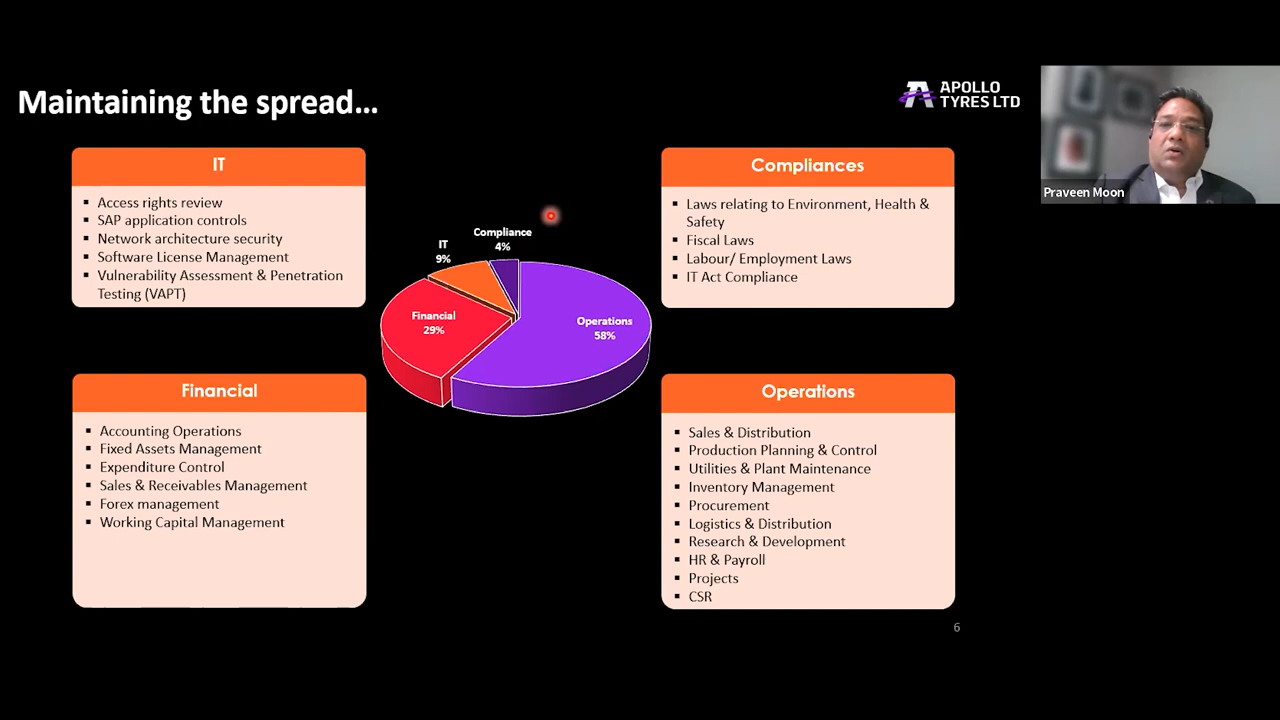 Maintaining the spread...
APOLLO
TYRES LTD
Praveen Moon
IT
▪ Access rights review
▪ SAP application controls
▪ Network architecture security
▪ Software License Management
▪ Vulnerability Assessment & Penetration
Testing (VAPT)
Compliance
4%
IT
9%
Financial
29%
Operations
58%
Compliances
▪ Laws relating to Environment, Health &
Safety
▪ Fiscal Laws
▪ Labour/ Employment Laws
▪ IT Act Compliance
Financial
▪ Accounting Operations
▪ Fixed Assets Management
▪ Expenditure Control
▪ Sales & Receivables Management
▪ Forex management
▪ Working Capital Management
Operations
▪ Sales & Distribution
▪ Production Planning & Control
▪ Utilities & Plant Maintenance
▪ Inventory Management
▪ Procurement
▪ Logistics & Distribution
▪ Research & Development
▪ HR & Payroll
▪ Projects
▪ CSR
6